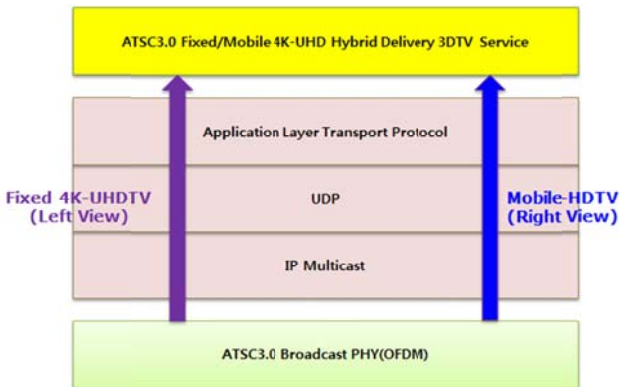 ATSC3.0 Fixed/Mobile 4K-UHD Hybrid Delivery 3DTV Service
Application Layer Transport Protocol
Fixed 4K-UHDTV
(Left View)
UDP
Mobile-HDTV
(Right View)
IP Multicast
ATSC3.0 Broadcast PHY(OFDM)